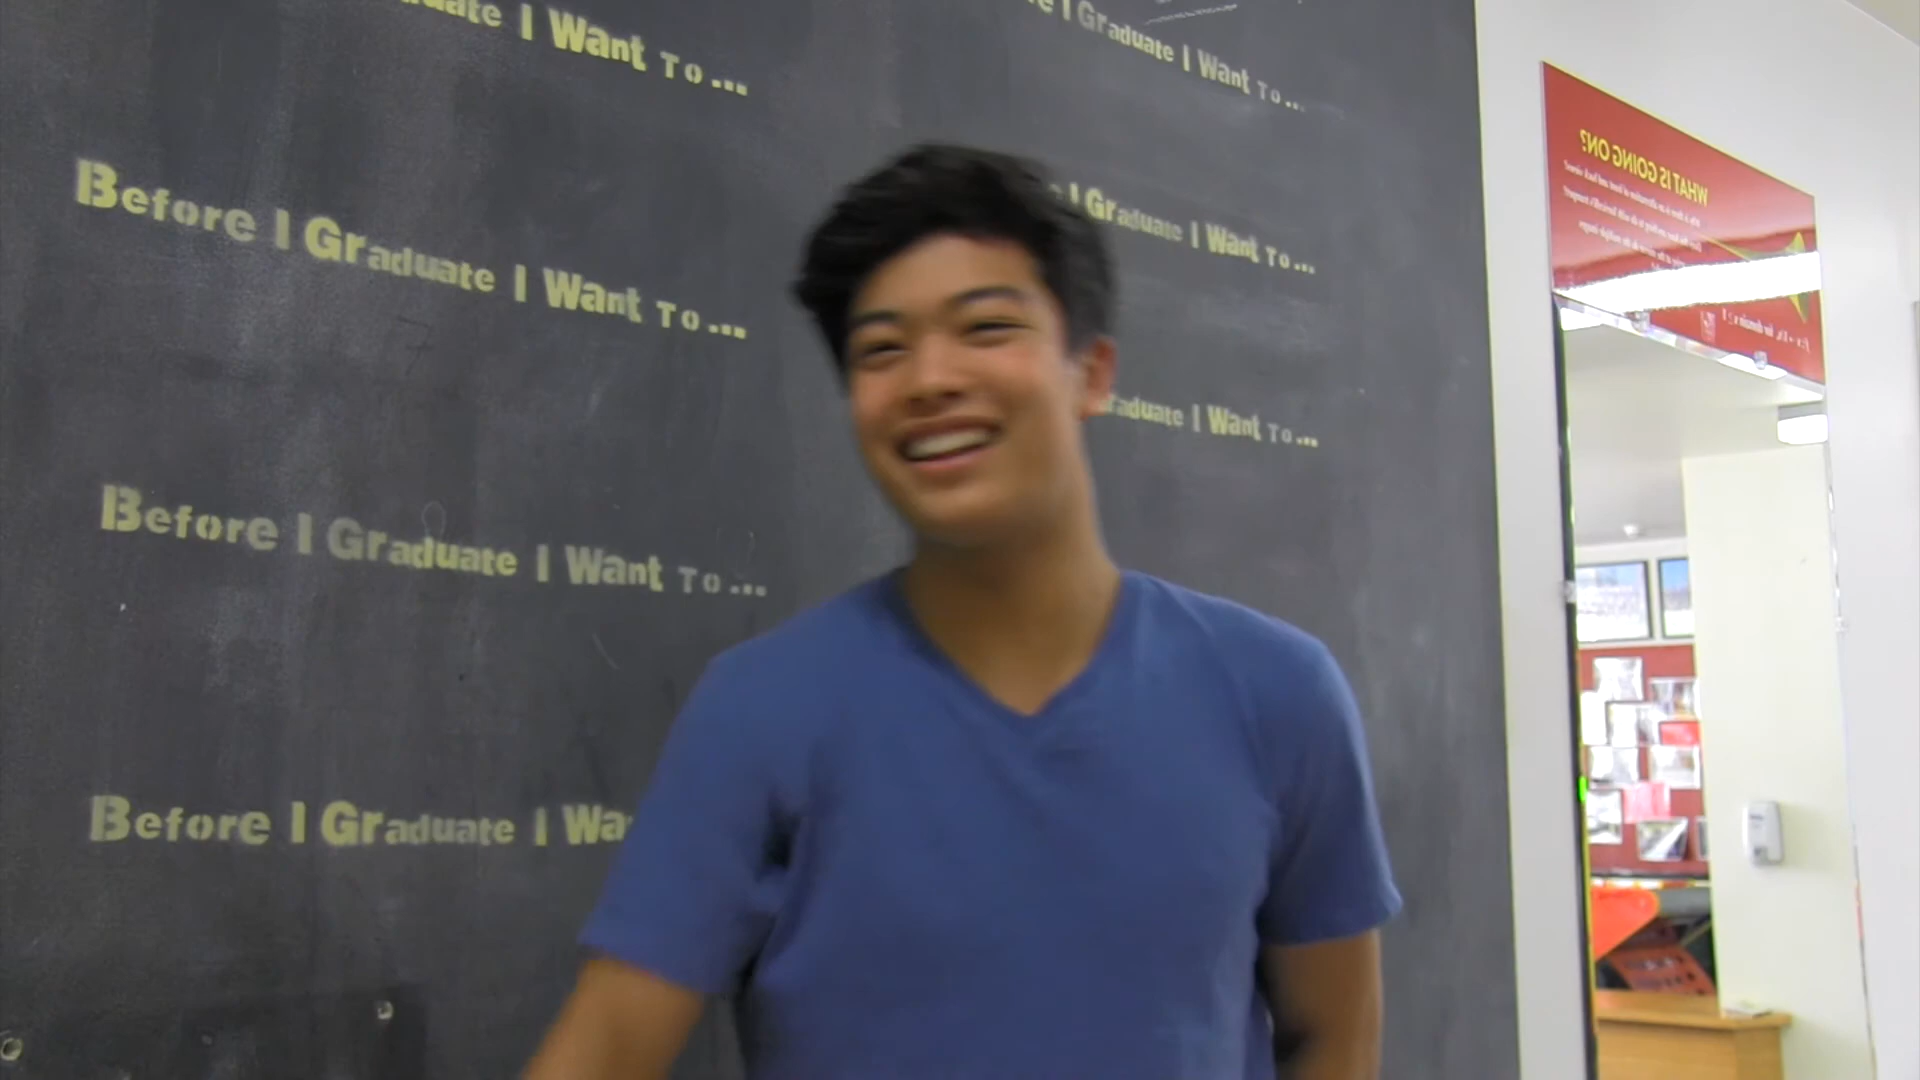 duate I Want To...
Before I Graduate I Want To...
Before I Graduate I Want To...
Before I Graduate I Wa
e I Graduate I Want To...
e I Graduate I Want To...
raduate I Want To...
WHAT IS GOING ON?